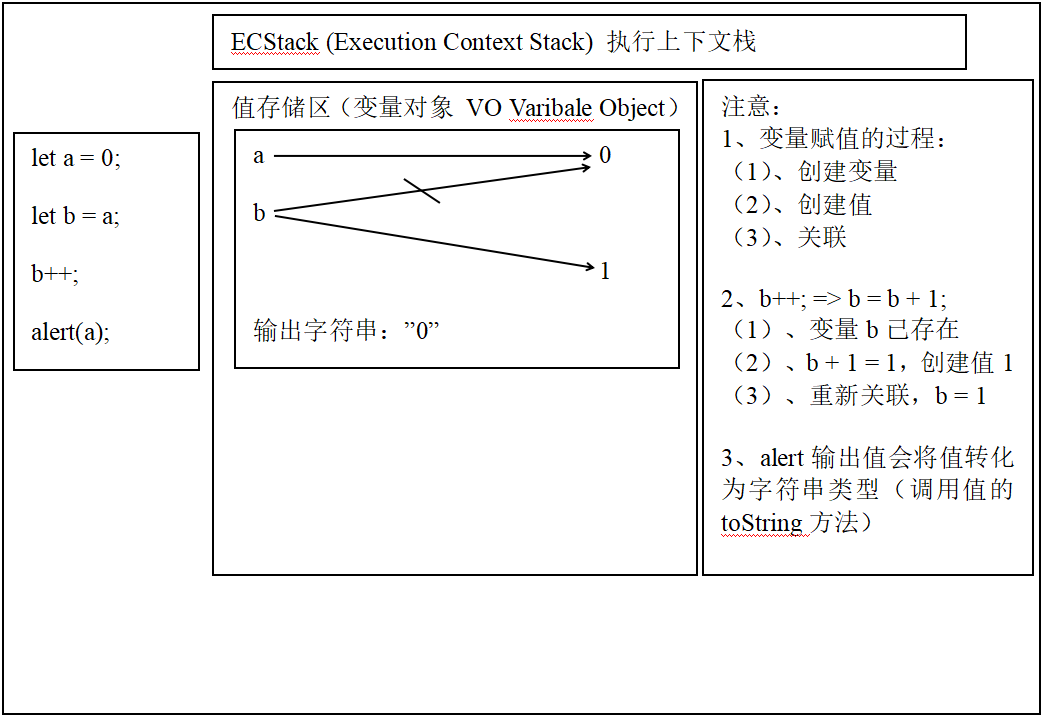 ECStack (Execution Context Stack) 执行上下文栈
let a = 0;
let b = a;
b++;
alert(a);
值存储区（变量对象 VO Varibale Object）
a
0
b
1
输出字符串：”0”
注意：
1、变量赋值的过程：
（1）、创建变量
（2）、创建值
（3）、关联
2、b++; => b = b + 1;
（1）、变量 b 已存在
（2）、b + 1 = 1，创建值 1
（3）、重新关联，b = 1
3、alert 输出值会将值转化
为字符串类型（调用值的
toString 方法）